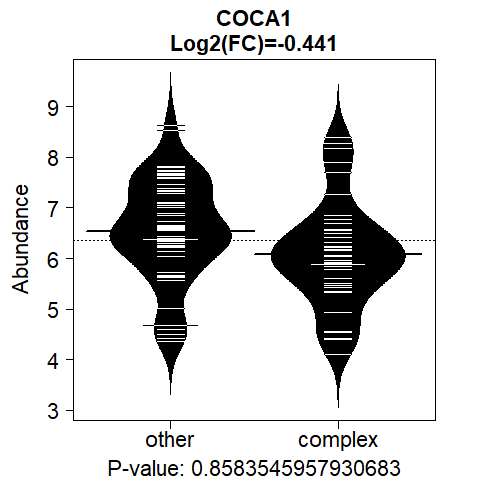 COCA1
Log2(FC)=-0.441
Abundance
9
8
7
6
5
4
3
other complex
P-value: 0.8583545957930683